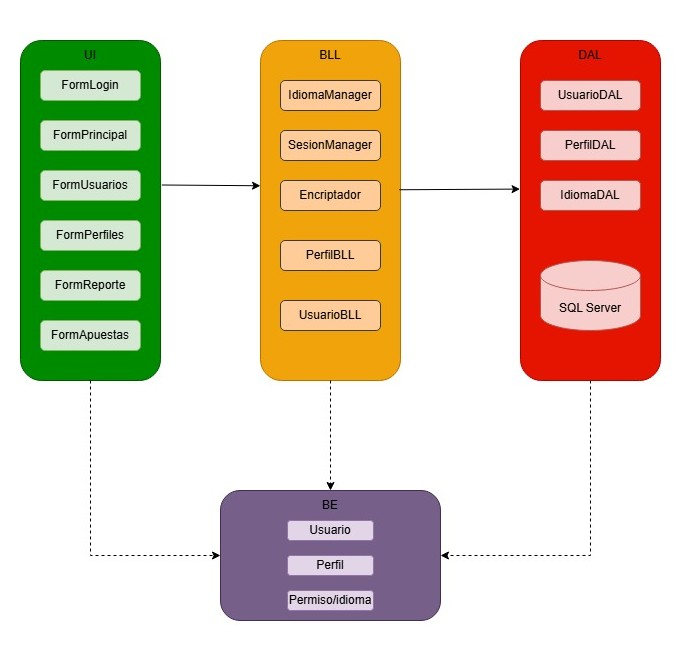 UI
FormLogin
FormPrincipal
FormUsuarios
FormPerfiles
FormReporte
FormApuestas
BLL
IdiomaManager
SesionManager
Encriptador
PerfilBLL
UsuarioBLL
DAL
UsuarioDAL
PerfilDAL
IdiomaDAL
SQL Server
BE
Usuario
Perfil
Permiso/idioma